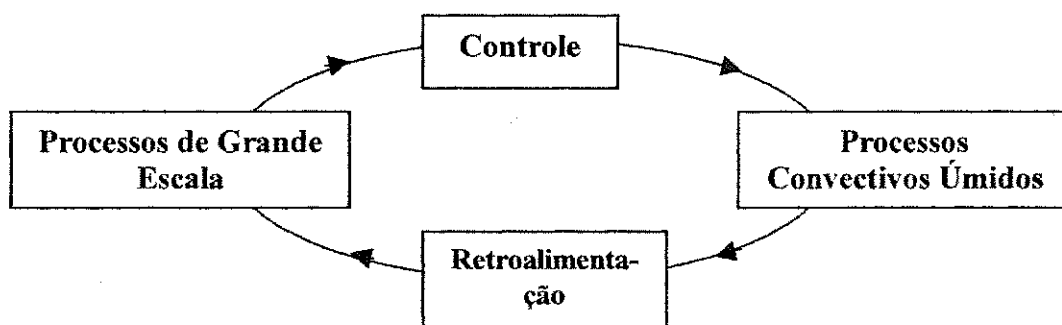 Controle
Processos de Grande
Escala
Processos
Convectivos Úmidos
Retroalimenta-
ção